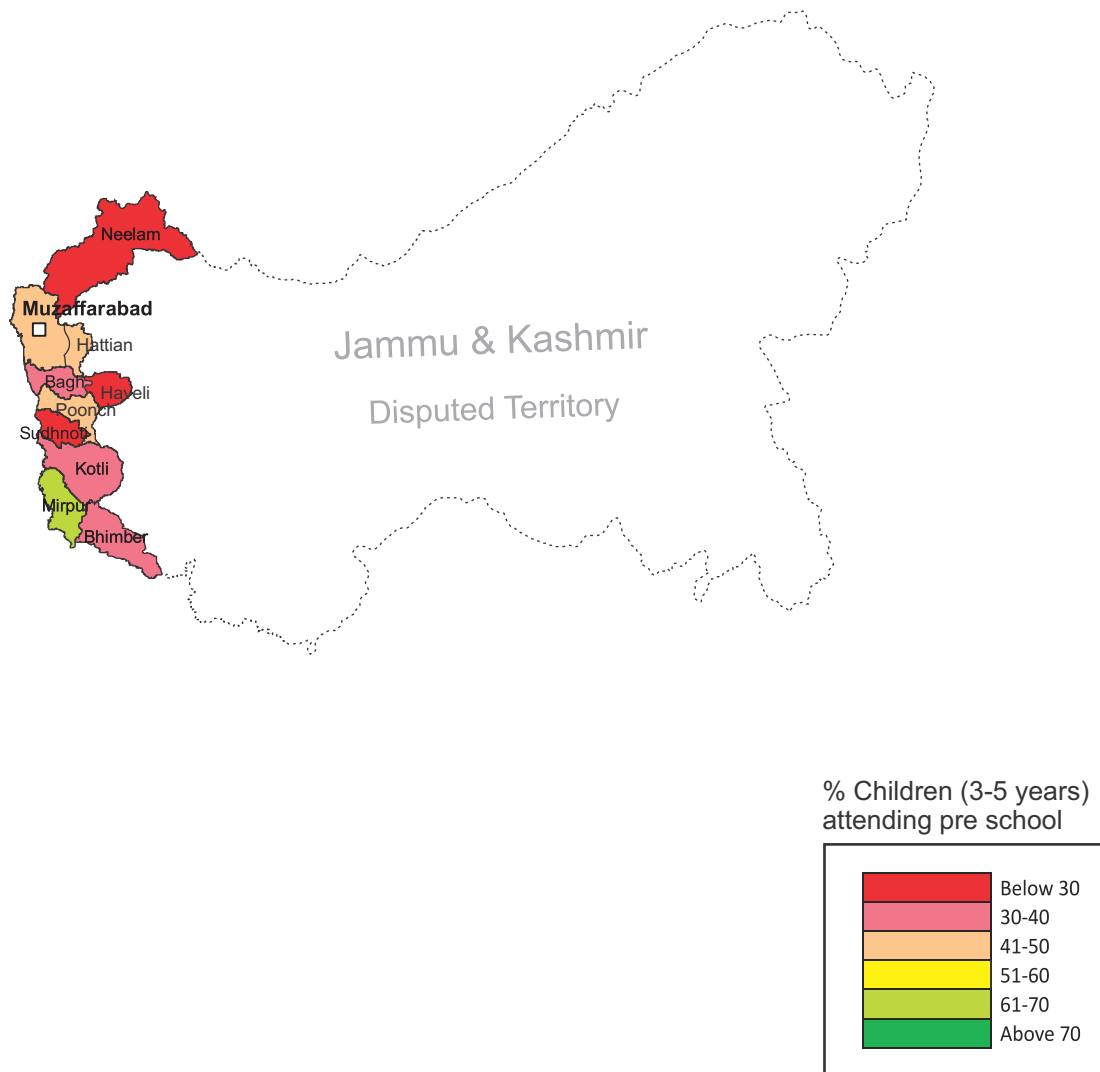 Neelam
Muzaffarabad
Hattian
Bagh
Haveli
Poonch
Sudhnoti
Kotli
Mirpur
Bhimber
Jammu & Kashmir
Disputed Territory
% Children (3-5 years)
attending pre school
Below 30
30-40
41-50
51-60
61-70
Above 70